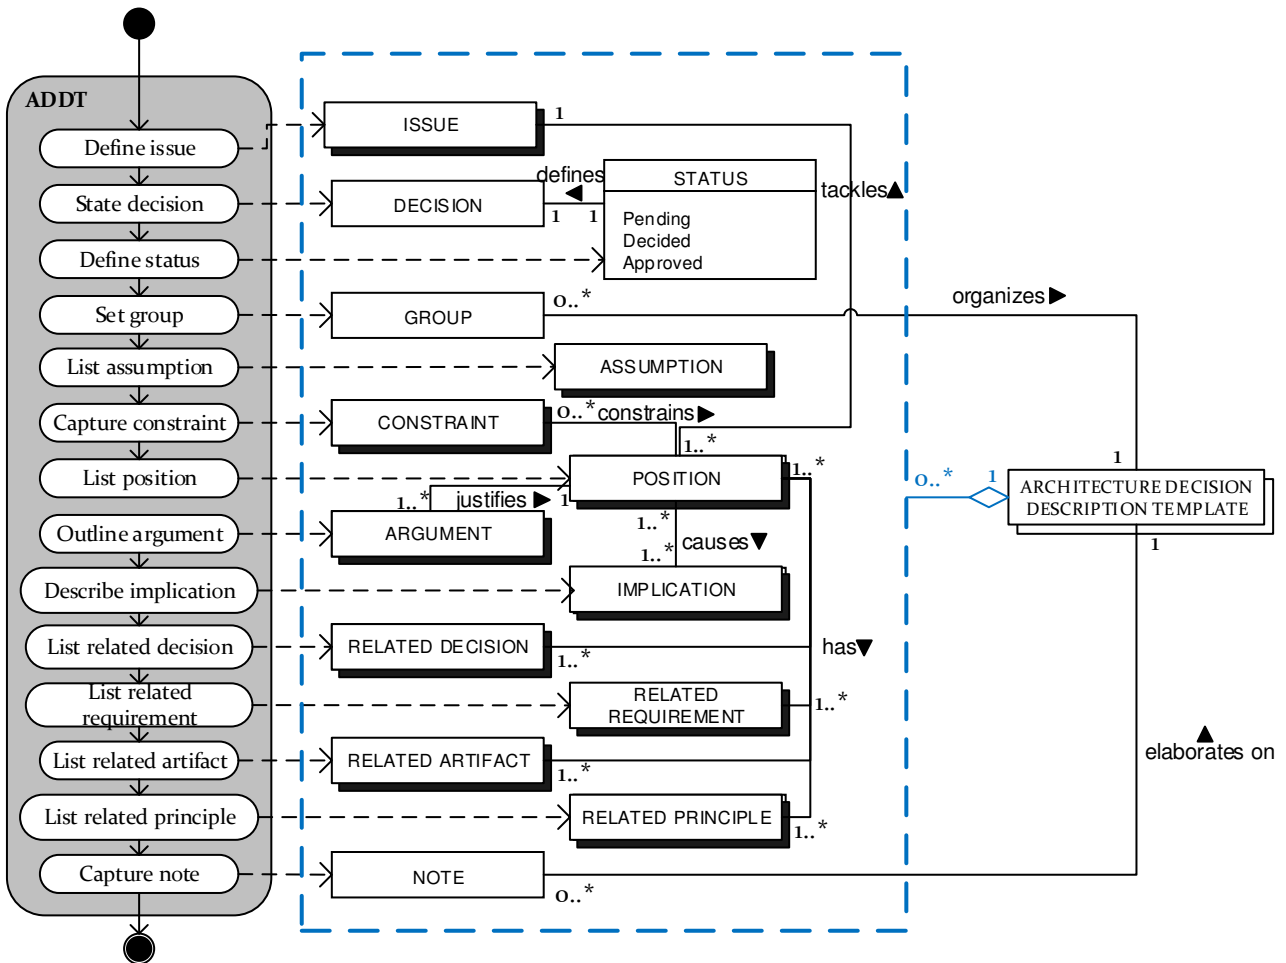 ADDT
Define issue
State decision
Define status
Set group
List assumption
Capture constraint
List position
Outline argument
Describe implication
List related decision
List related
requirement
List related artifact
List related principle
Capture note
ISSUE
1
DECISION
defines
1
1
STATUS
Pending
Decided
Approved
tackles
GROUP
0..*
organizes
ASSUMPTION
CONSTRAINT
0..*
constrains
1..*
POSITION
1..*
1..*
justifies
1
ARGUMENT
1..*
causes
1..*
IMPLICATION
RELATED DECISION
1..*
has
RELATED
REQUIREMENT
1..*
RELATED ARTIFACT
1..*
RELATED PRINCIPLE
1..*
NOTE
0..*
0..*
1
1
ARCHITECTURE DECISION
DESCRIPTION TEMPLATE
1
elaborates on